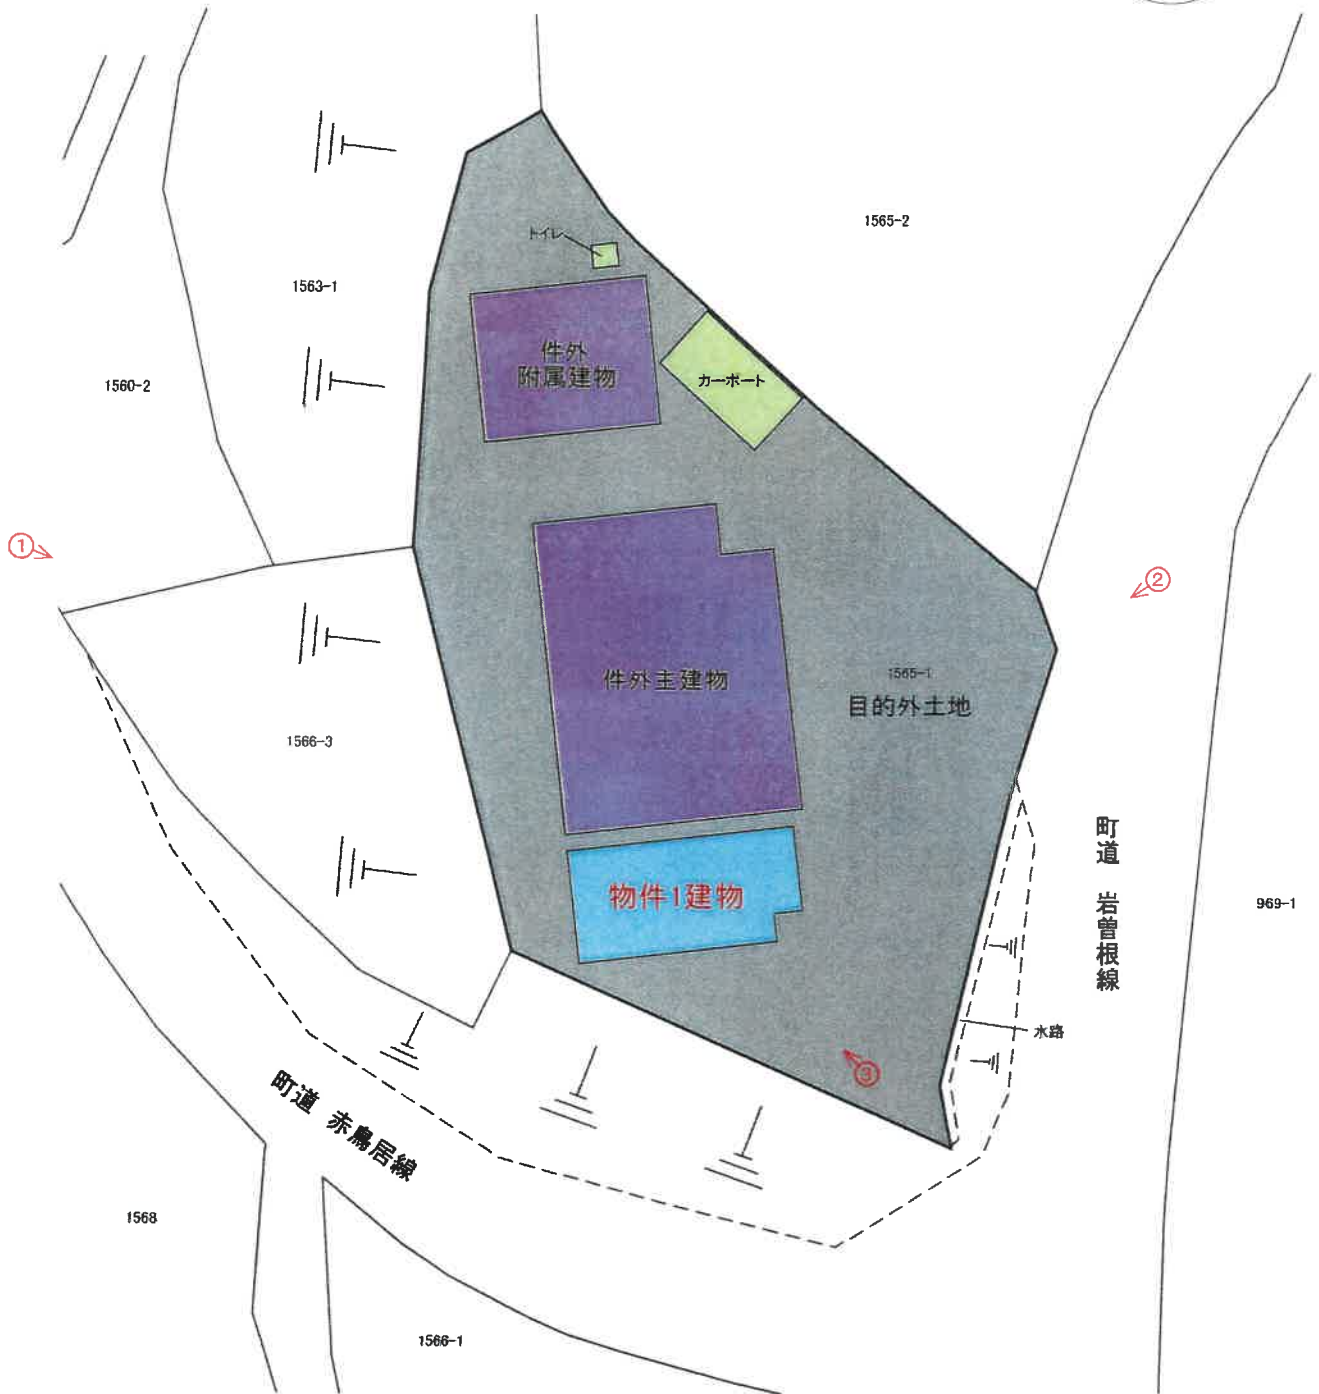 1565-2
トイレ
1563-1
件外
附属建物
カーポート
1560-2
①
②
件外主建物
1565-1
目的外土地
1566-3
町道 岩曽根線
物件1建物
969-1
水路
③
町道 赤鳥居線
1568
1566-1